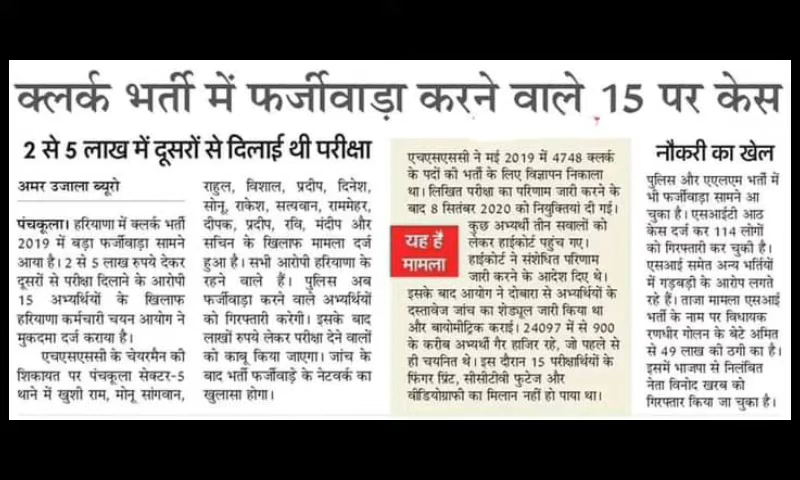 क्लर्क भर्ती में फर्जीवाड़ा करने वाले 15 पर केस
2 से 5 लाख में दूसरों से दिलाई थी परीक्षा
अमर उजाला ब्यूरो
पंचकूला। हरियाणा में क्लर्क भर्ती
2019 में बड़ा फर्जीवाड़ा सामने
आया है। 2 से 5 लाख रुपये देकर
दूसरों से परीक्षा दिलाने के आरोपी
15 अभ्यर्थियों के खिलाफ
हरियाणा कर्मचारी चयन आयोग ने
मुकदमा दर्ज कराया है।
एचएसएससी के चेयरमैन की
शिकायत पर पंचकूला सेक्टर-5
थाने में खुशी राम, मोनू सांगवान,
राहुल, विशाल, प्रदीप, दिनेश,
सोनू, राकेश, सत्यवान, राममेहर,
दीपक, प्रदीप, रवि, मंदीप और
सचिन के खिलाफ मामला दर्ज
हुआ है। सभी आरोपी हरियाणा के
रहने वाले हैं। पुलिस अब
फर्जीवाड़ा करने वाले अभ्यर्थियों
को गिरफ्तारी करेगी। इसके बाद
लाखों रुपये लेकर परीक्षा देने वालों
को काबू किया जाएगा। जांच के
बाद भर्ती फर्जीवाड़े के नेटवर्क का
खुलासा होगा।
यह है
मामला
एचएसएससी ने मई 2019 में 4748 क्लर्क
के पदों की भर्ती के लिए विज्ञापन निकाला
था। लिखित परीक्षा का परिणाम जारी करने के
बाद 8 सितंबर 2020 को नियुक्तियां दी गई।
कुछ अभ्यर्थी तीन सवालों को
लेकर हाईकोर्ट पहुंच गए।
हाईकोर्ट ने संशोधित परिणाम
जारी करने के आदेश दिए थे।
इसके बाद आयोग ने दोबारा से अभ्यर्थियों के
दस्तावेज जांच का शेड्यूल जारी किया था
और बायोमीट्रिक कराई। 24097 में से 900
के करीब अभ्यर्थी गैर हाजिर रहे, जो पहले से
ही चयनित थे। इस दौरान 15 परीक्षार्थियों के
फिंगर प्रिंट, सीसीटीवी फुटेज और
वीडियोग्राफी का मिलान नहीं हो पाया था।
नौकरी का खेल
पुलिस और एएलएम भर्ती में
भी फर्जीवाड़ा सामने आ
चुका है। एसआईटी आठ
केस दर्ज कर 114 लोगों
को गिरफ्तार कर चुकी है।
एसआई समेत अन्य भर्तियों
में गड़बड़ी के आरोप लगते
रहे हैं। ताजा मामला एसआई
भर्ती के नाम पर विधायक
रणधीर गोलन के बेटे अमित
से 49 लाख की ठगी का है।
इसमें भाजपा से निलंबित
नेता विनोद खरब को
गिरफ्तार किया जा चुका है।